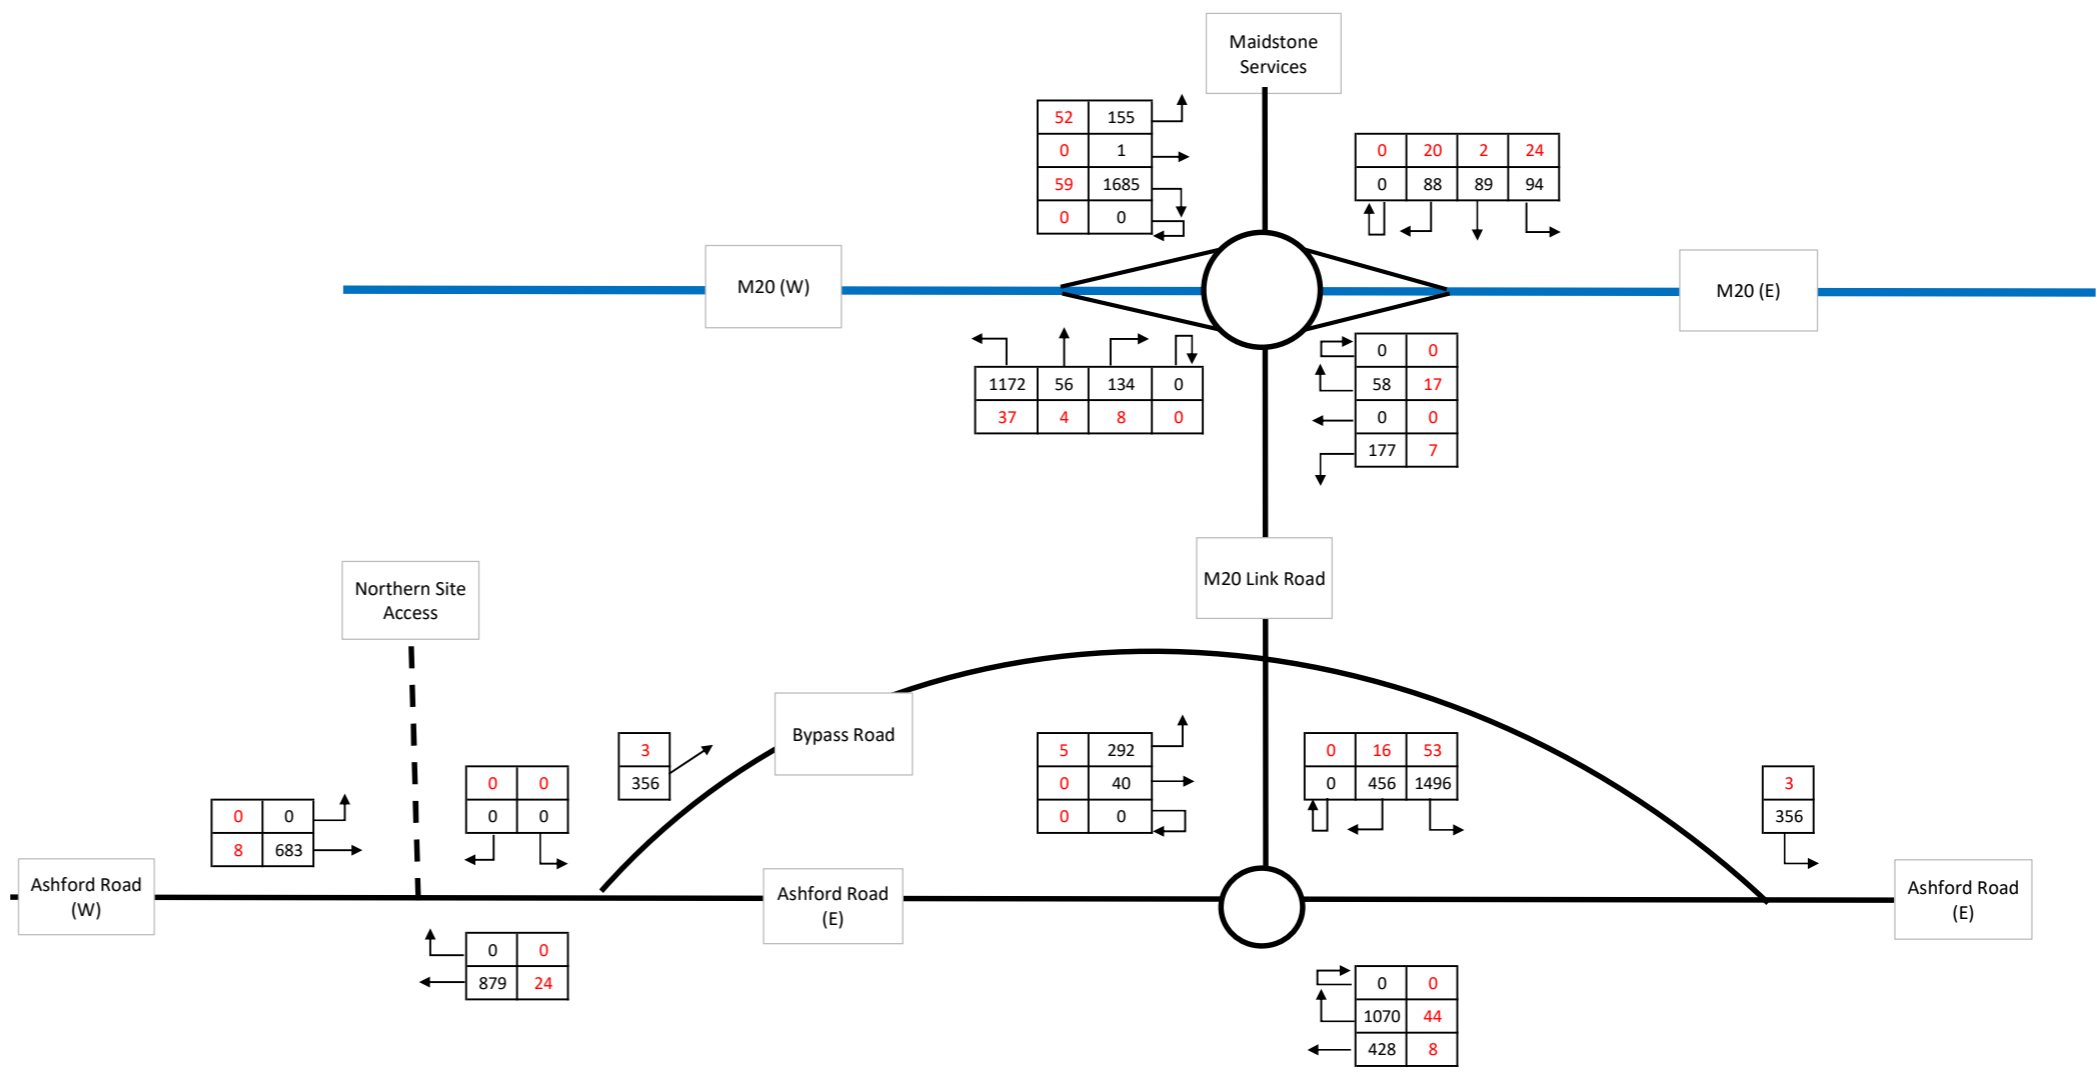 Maidstone
Services
52 155
0 1
59 1685
0 0
0 20 2 24
0 88 89 94
M20 (W)
M20 (E)
1172 56 134 0
37 4 8 0
0 0
58 17
0 0
177 7
M20 Link Road
Northern Site
Access
Bypass Road
3
356
5 292
0 40
0 0
0 16 53
0 456 1496
3
356
0 0
0 0
0 0
8 683
Ashford Road
(W)
Ashford Road
(E)
Ashford Road
(E)
0 0
879 24
0 0
1070 44
428 8